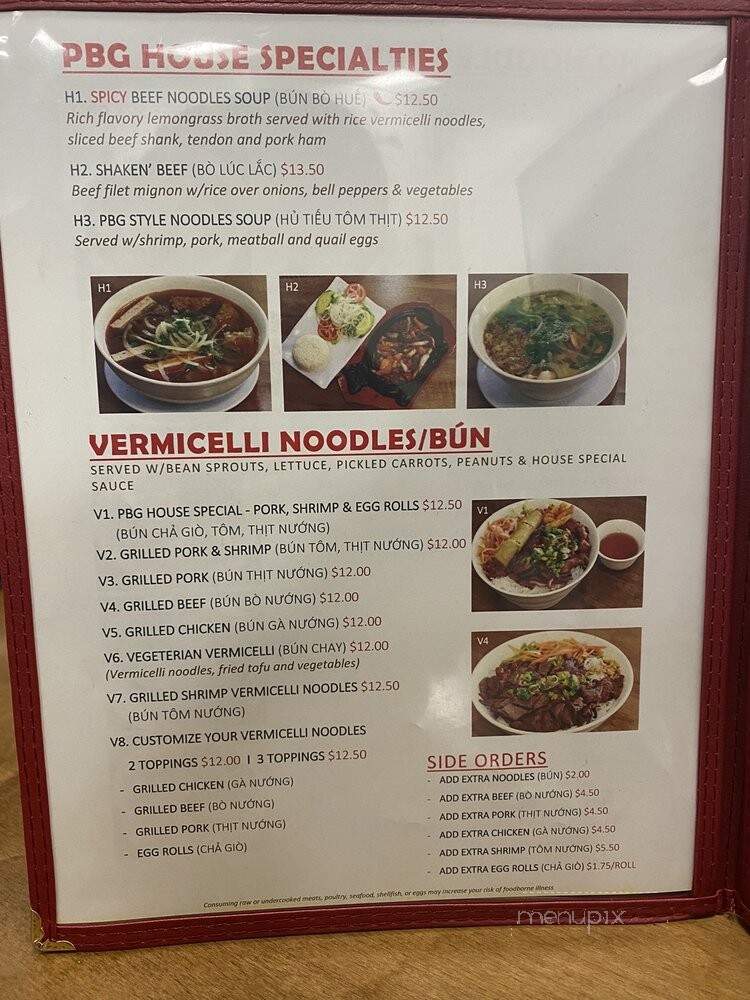 PBG HOUSE SPECIALTIES
H1. SPICY BEEF NOODLES SOUP (BÚN BÒ HUẾ) $12.50
Rich flavory lemongrass broth served with rice vermicelli noodles,
sliced beef shank, tendon and pork ham
H2. SHAKEN' BEEF (BÒ LÚC LẮC) $13.50
Beef filet mignon w/rice over onions, bell peppers & vegetables
H3. PBG STYLE NOODLES SOUP (HỦ TIẾU TÔM THỊT) $12.50
Served w/shrimp, pork, meatball and quail eggs
H1
H2
H3
VERMICELLI NOODLES/BÚN
SERVED W/BEAN SPROUTS, LETTUCE, PICKLED CARROTS, PEANUTS & HOUSE SPECIAL
SAUCE
V1. PBG HOUSE SPECIAL - PORK, SHRIMP & EGG ROLLS $12.50
(BÚN CHẢ GIÒ, TÔM, THỊT NƯỚNG)
V2. GRILLED PORK & SHRIMP (BÚN TÔM, THỊT NƯỚNG) $12.00
V3. GRILLED PORK (BÚN THỊT NƯỚNG) $12.00
V4. GRILLED BEEF (BÚN BÒ NƯỚNG) $12.00
V5. GRILLED CHICKEN (BÚN GÀ NƯỚNG) $12.00
V6. VEGETERIAN VERMICELLI (BÚN CHAY) $12.00
(Vermicelli noodles, fried tofu and vegetables)
V7. GRILLED SHRIMP VERMICELLI NOODLES $12.50
(BÚN TÔM NƯỚNG)
V8. CUSTOMIZE YOUR VERMICELLI NOODLES
2 TOPPINGS $12.00 I 3 TOPPINGS $12.50
- GRILLED CHICKEN (GÀ NƯỚNG)
- GRILLED BEEF (BÒ NƯỚNG)
- GRILLED PORK (THỊT NƯỚNG)
- EGG ROLLS (CHẢ GIÒ)
V1
V4
SIDE ORDERS
- ADD EXTRA NOODLES (BÚN) $2.00
- ADD EXTRA BEEF (BÒ NƯỚNG) $4.50
- ADD EXTRA PORK (THỊT NƯỚNG) $4.50
- ADD EXTRA CHICKEN (GÀ NƯỚNG) $4.50
- ADD EXTRA SHRIMP (TÔM NƯỚNG) $5.50
- ADD EXTRA EGG ROLLS (CHẢ GIÒ) $1.75/ROLL
Consuming raw or undercooked meats, poultry, seafood, shellfish, or eggs may increase your risk of foodborne illness
menupix